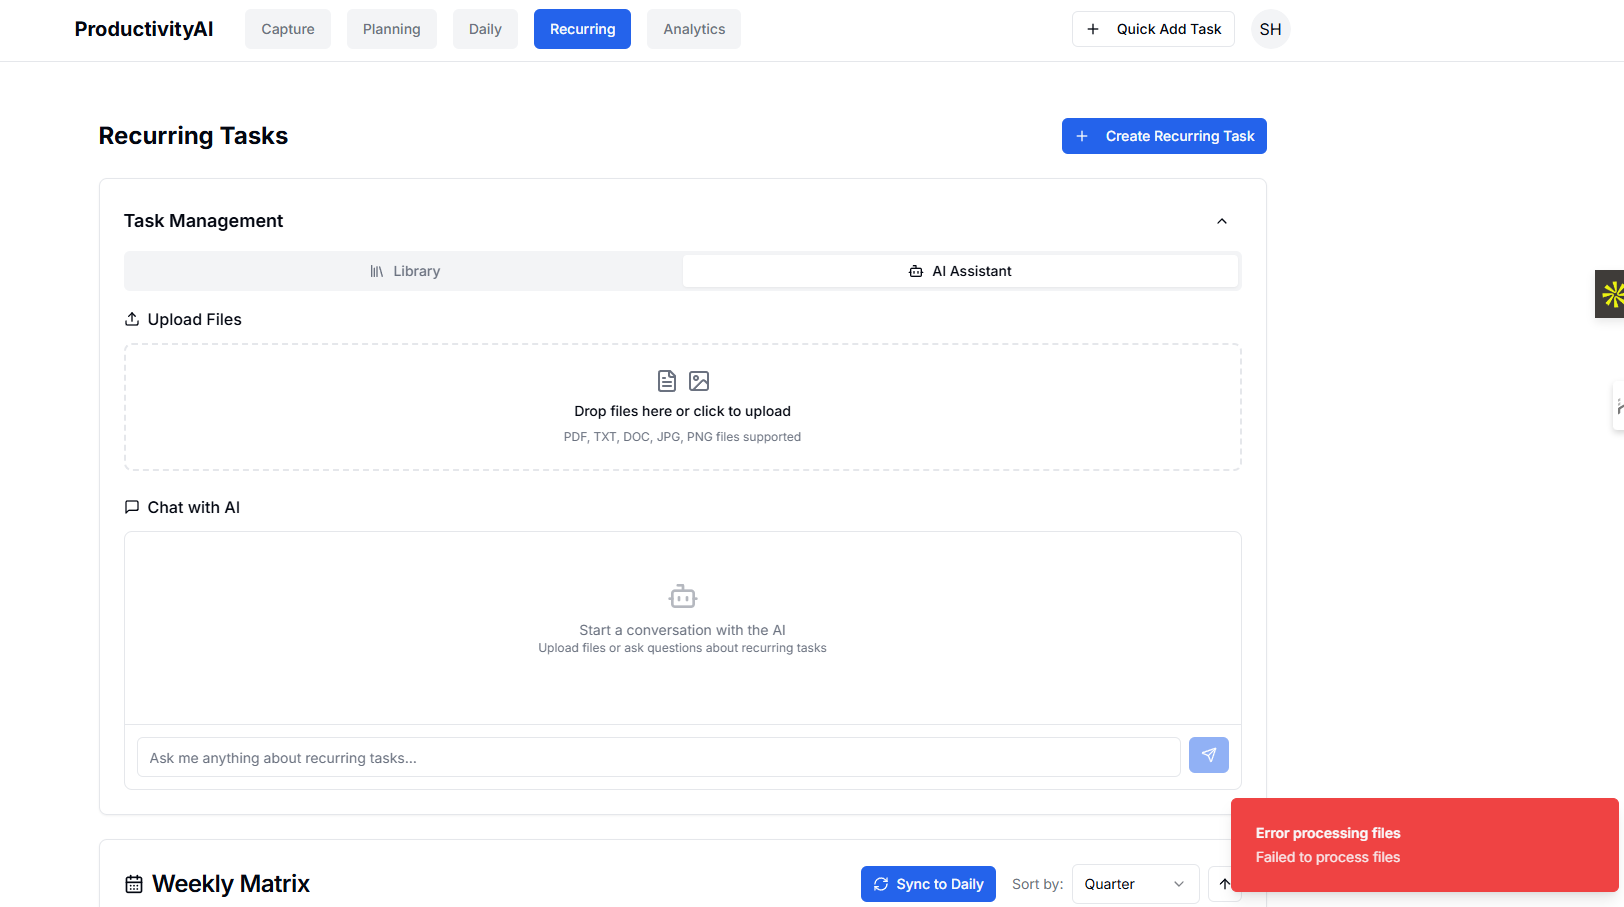 ProductivityAI
Capture
Planning
Daily
Recurring
Analytics
Quick Add Task
SH
Recurring Tasks
Create Recurring Task
Task Management
Library
AI Assistant
Upload Files
Drop files here or click to upload
PDF, TXT, DOC, JPG, PNG files supported
Chat with AI
Start a conversation with the AI
Upload files or ask questions about recurring tasks
Ask me anything about recurring tasks...
Error processing files
Failed to process files
Weekly Matrix
Sync to Daily
Sort by:
Quarter